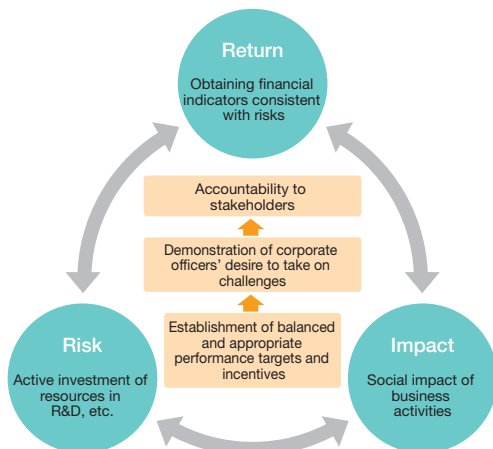 Return
Obtaining financial
indicators consistent
with risks
Accountability to
stakeholders
Demonstration of corporate
officers’ desire to take on
challenges
Establishment of balanced
and appropriate
performance targets and
incentives
Risk
Active investment of
resources in
R&D, etc.
Impact
Social impact of
business
activities